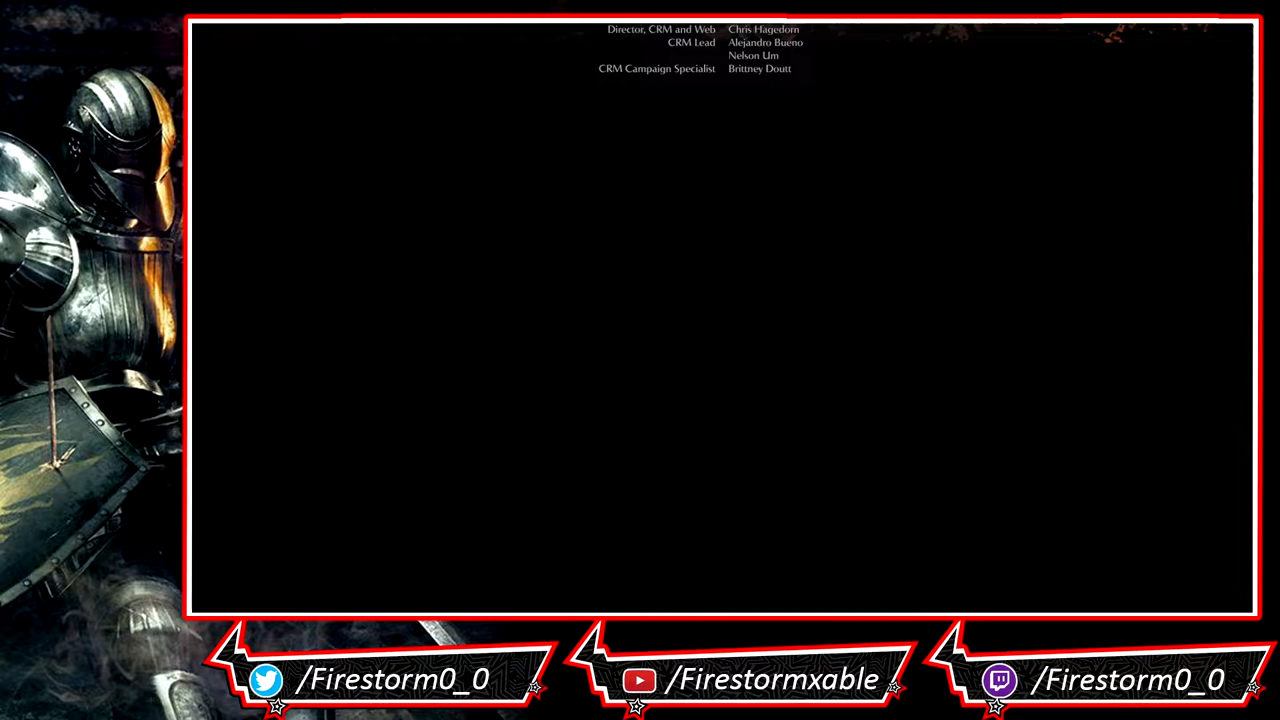 Director, CRM and Web Chris Hagedorn
CRM Lead Alejandro Bueno
Nelson Um
CRM Campaign Specialist Brittney Doutt
/Firestorm0_0 /Firestormxable /Firestorm0_0